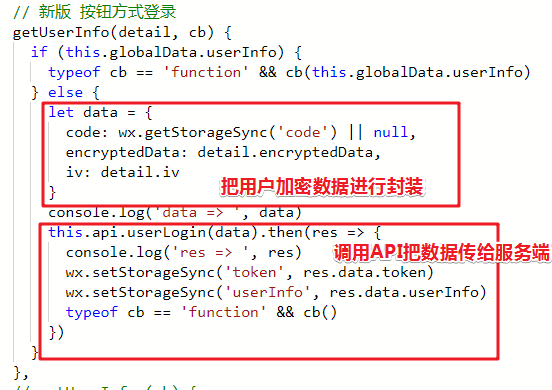 // 新版 按钮方式登录
getUserInfo(detail, cb) {
if (this.globalData.userInfo) {
typeof cb == 'function' && cb(this.globalData.userInfo)
} else {
let data = {
code: wx.getStorageSync('code') || null,
encryptedData: detail.encryptedData,
iv: detail.iv
把用户加密数据进行封装
}
console.log('data => ', data)
this.api.userLogin(data).then(res => {
调用API把数据传给服务端
console.log('res => ', res)
wx.setStorageSync('token', res.data.token)
wx.setStorageSync('userInfo', res.data.userInfo)
typeof cb == 'function' && cb()
})
}
},